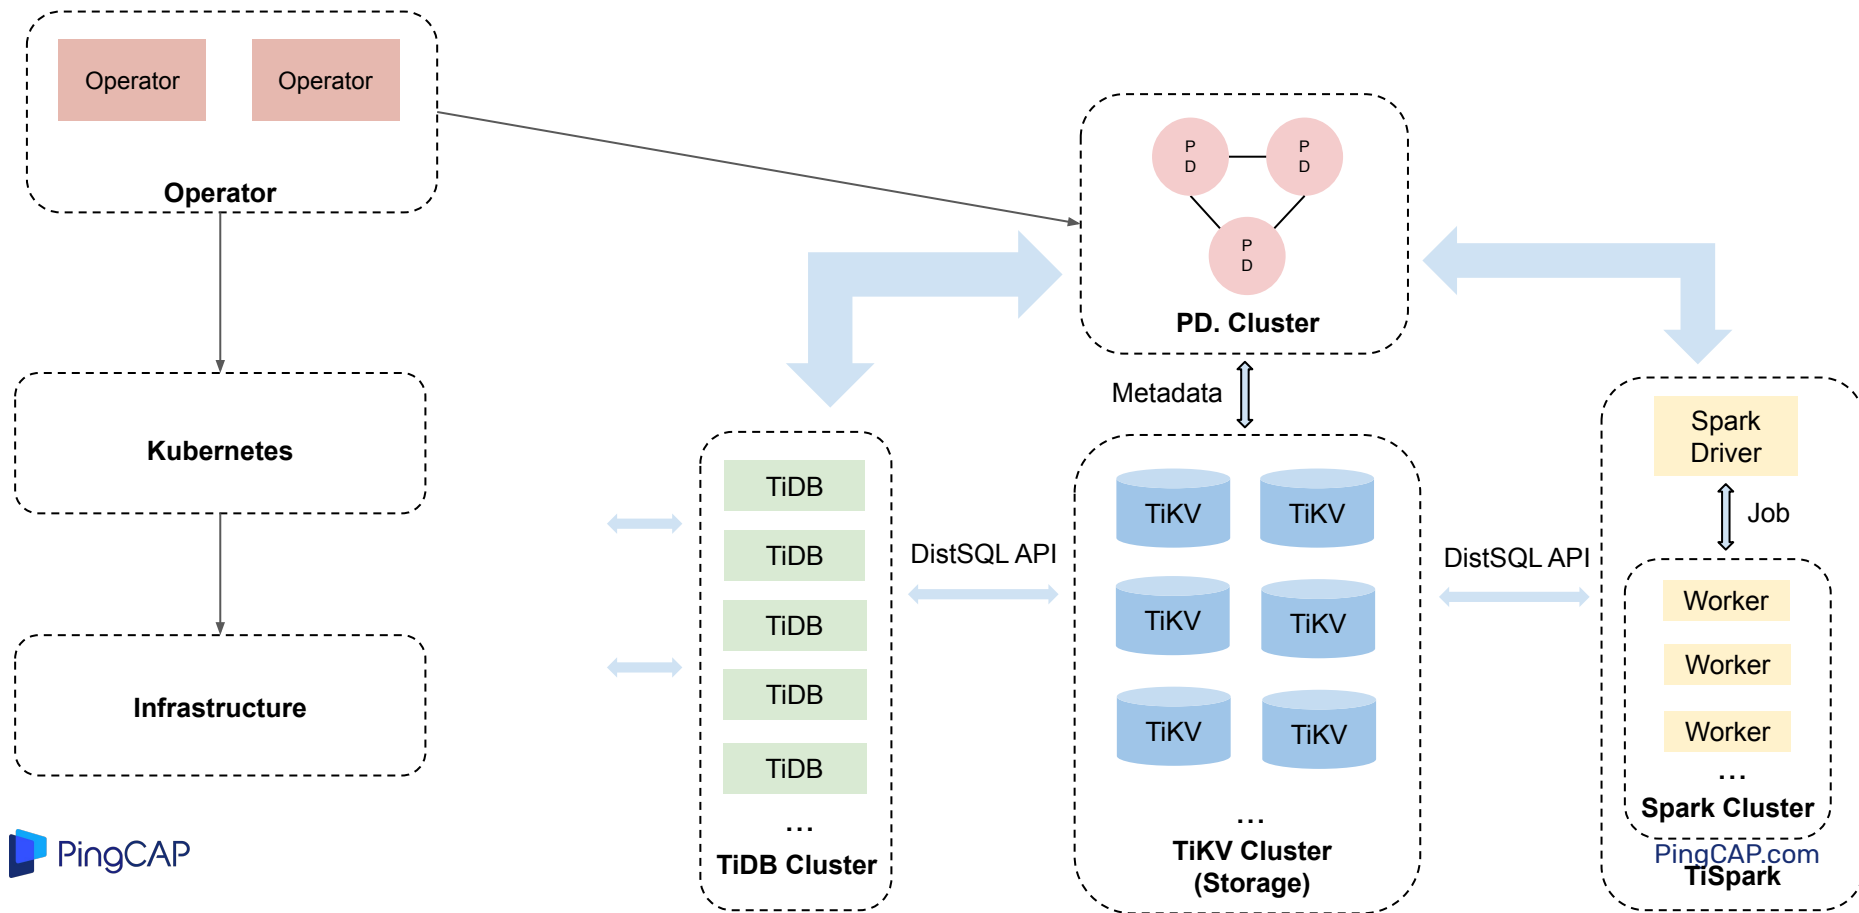 Operator
Operator
Operator
Kubernetes
Infrastructure
P
D
P
D
P
D
PD. Cluster
Metadata
TiDB
TiDB
TiDB
TiDB
TiDB
...
TiDB Cluster
DistSQL API
TiKV
TiKV
TiKV
TiKV
TiKV
TiKV
...
TiKV Cluster
(Storage)
DistSQL API
Spark
Driver
Job
Worker
Worker
Worker
...
Spark Cluster
TiSpark
PingCAP
PingCAP.com